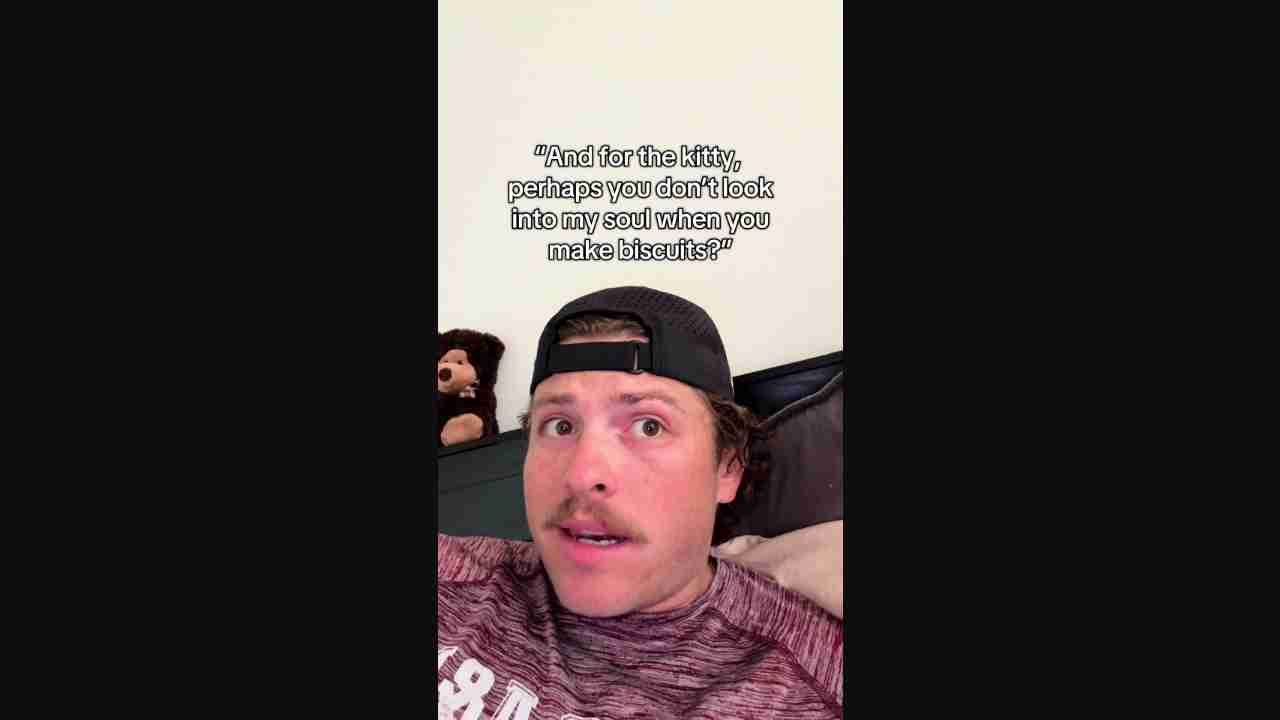 “And for the kitty,
perhaps you don’t look
into my soul when you
make biscuits?”
&A